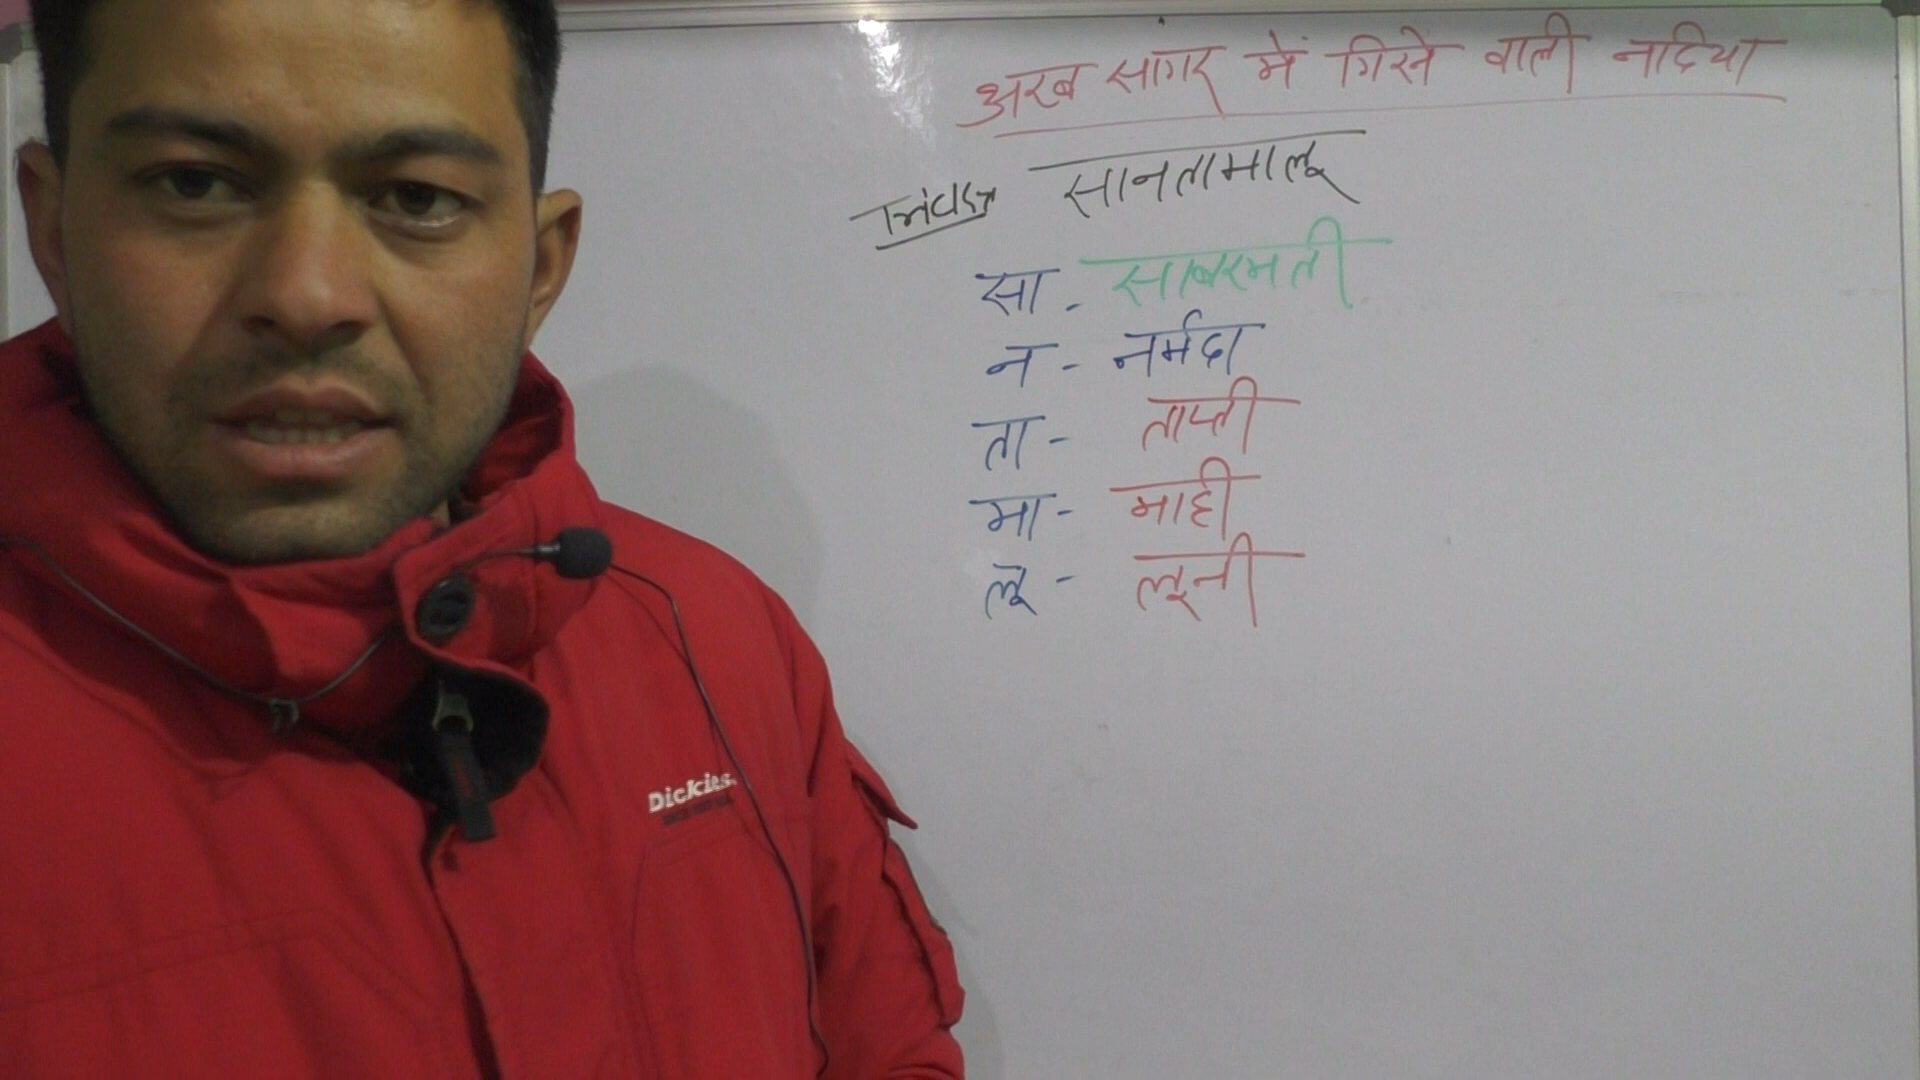 अरब सागर में गिरने वाली नदिया
सानतामालू
सा - साबरमती
न - नर्मदा
ता - ताप्ती
मा - माही
लू - लूनी
Dickies